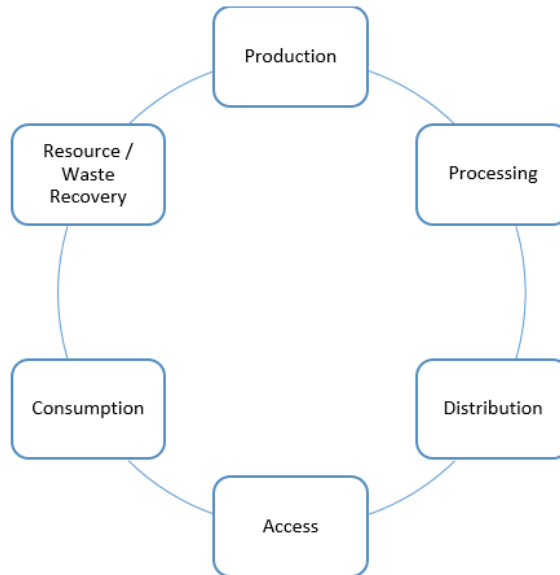 Production
Processing
Distribution
Access
Consumption
Resource /
Waste
Recovery